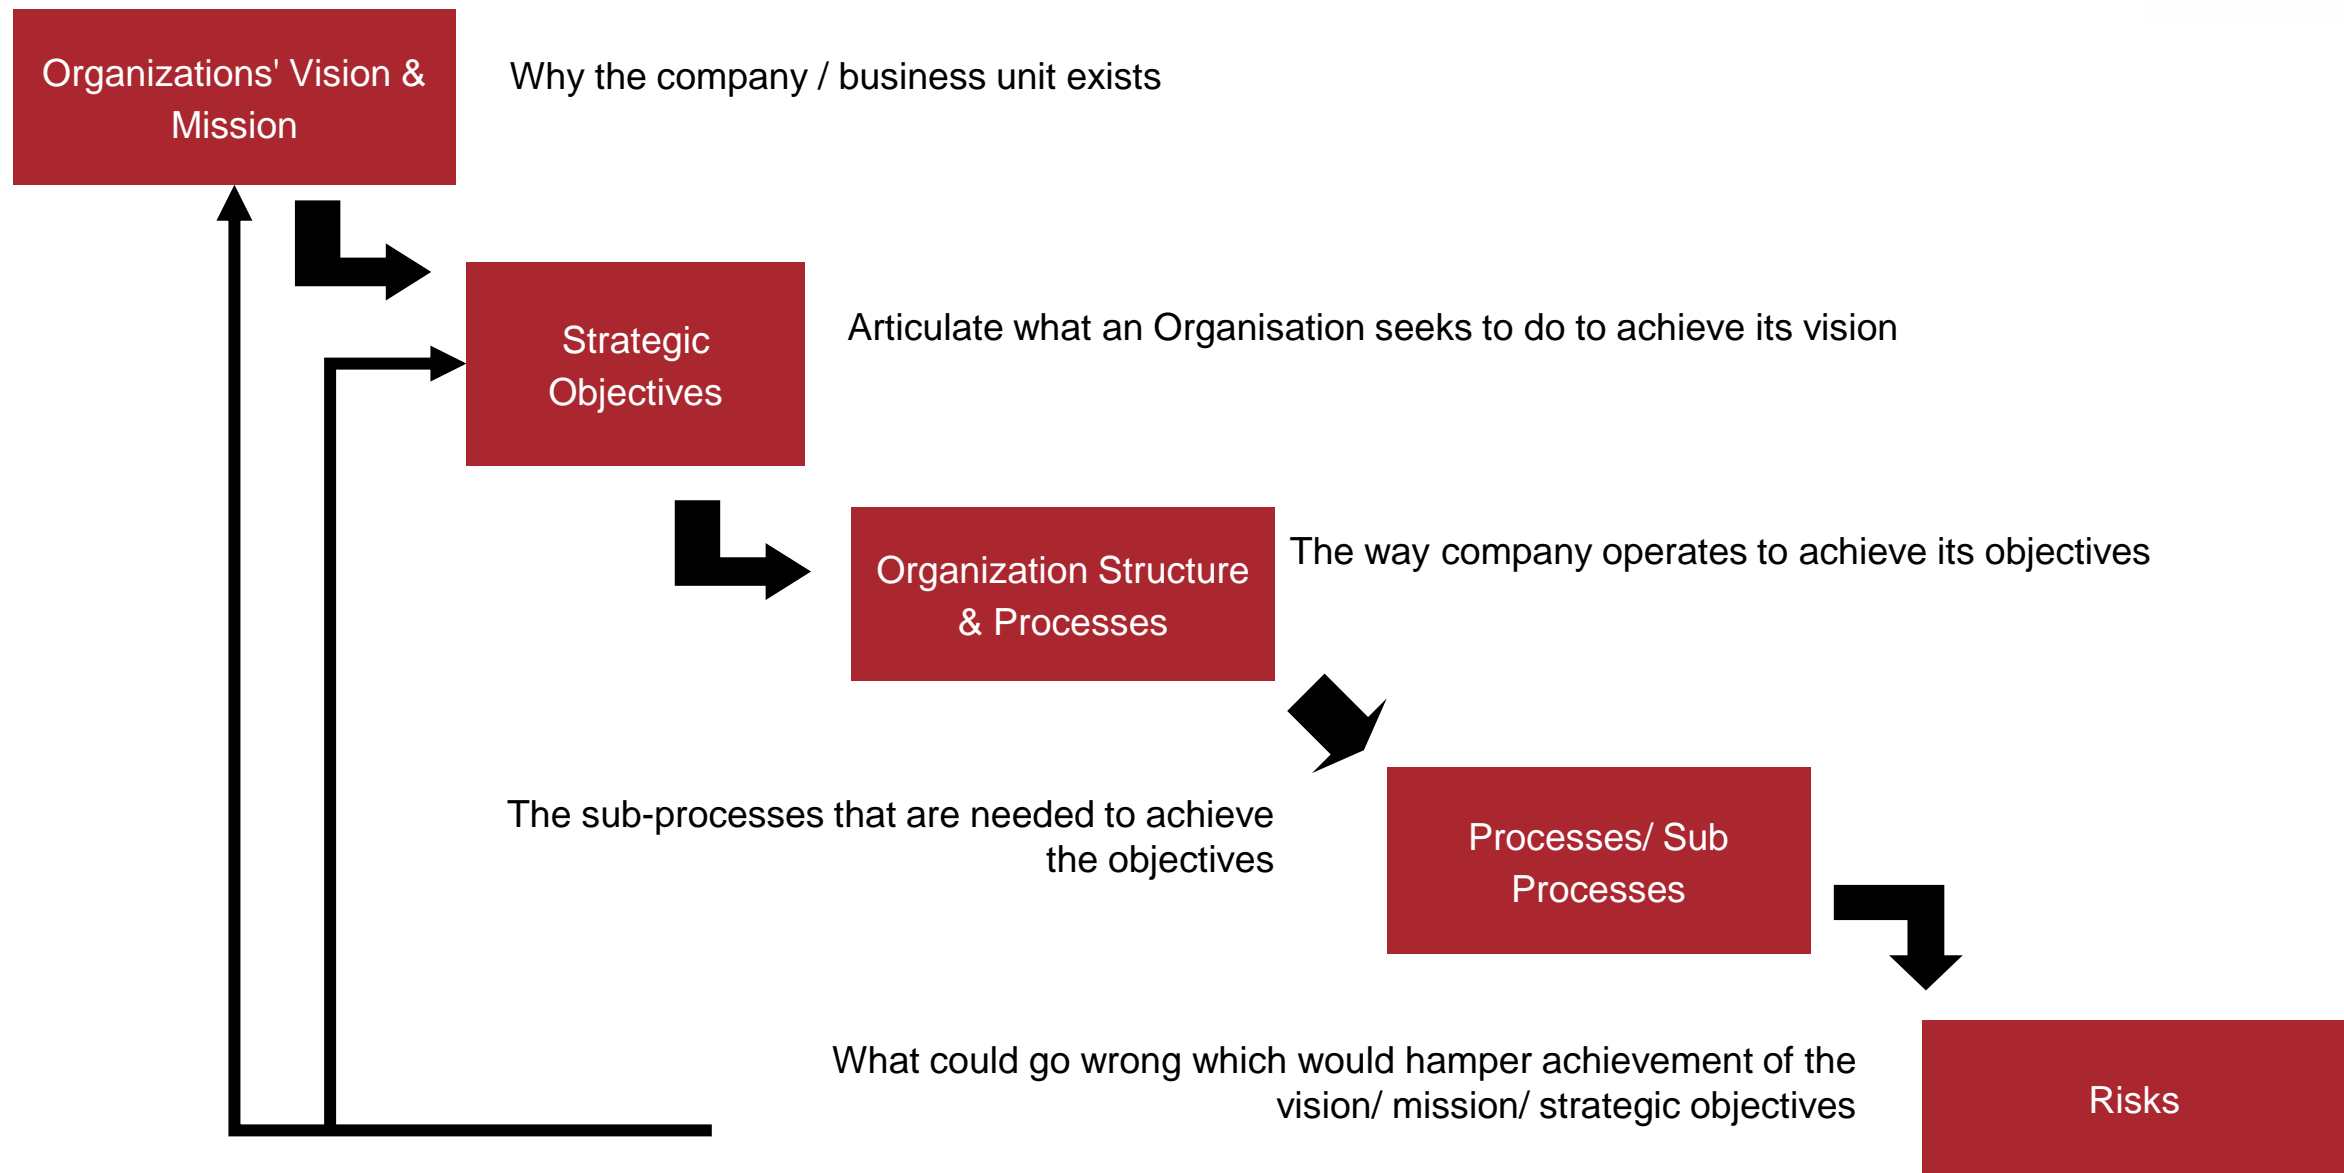 Organizations' Vision &
Mission
Why the company / business unit exists
Strategic
Objectives
Articulate what an Organisation seeks to do to achieve its vision
Organization Structure
& Processes
The way company operates to achieve its objectives
The sub-processes that are needed to achieve
the objectives
Processes/ Sub
Processes
What could go wrong which would hamper achievement of the
vision/ mission/ strategic objectives
Risks